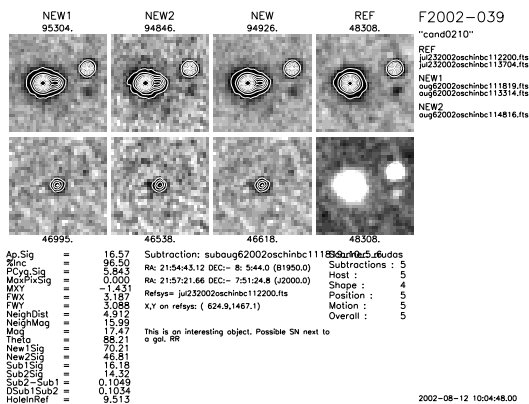 NEW1 NEW2 NEW REF
95304. 94846. 94926. 48308.
F2002-039
"cand0210"
REF
jul232002oschinbc112200.fts
jul232002oschinbc113704.fts
NEW1
aug62002oschinbc111819.fts
aug62002oschinbc113314.fts
NEW2
aug62002oschinbc114816.fts
46995. 46538. 46618. 48308.
Ap.Sig = 16.57
%Inc = 96.50
PCyg.Sig = 5.843
MaxPixSig = 0.000
MXY = -1.431
FWX = 3.187
FWY = 3.088
NeighDist = 4.912
NeighMag = 15.99
Mag = 17.47
Theta = 88.21
New1Sig = 70.21
New2Sig = 46.81
Sub1Sig = 16.18
Sub2Sig = 14.32
Sub2-Sub1 = 0.1049
DSub1Sub2 = 0.1034
HoleInRef = 9.513
Subtraction: subaug62002oschinbc1118
RA: 21:54:43.12 DEC:- 8: 5:44.0 (B1950.0)
RA: 21:57:21.66 DEC:- 7:51:24.8 (J2000.0)
Refsys= jul232002oschinbc112200.fts
X,Y on refsys: ( 624.9,1467.1)
This is an interesting object. Possible SN next to
a gal. RR
Subtractions : 5
Host : 5
Shape : 4
Position : 5
Motion : 5
Overall : 5
2002-08-12 10:04:48.00